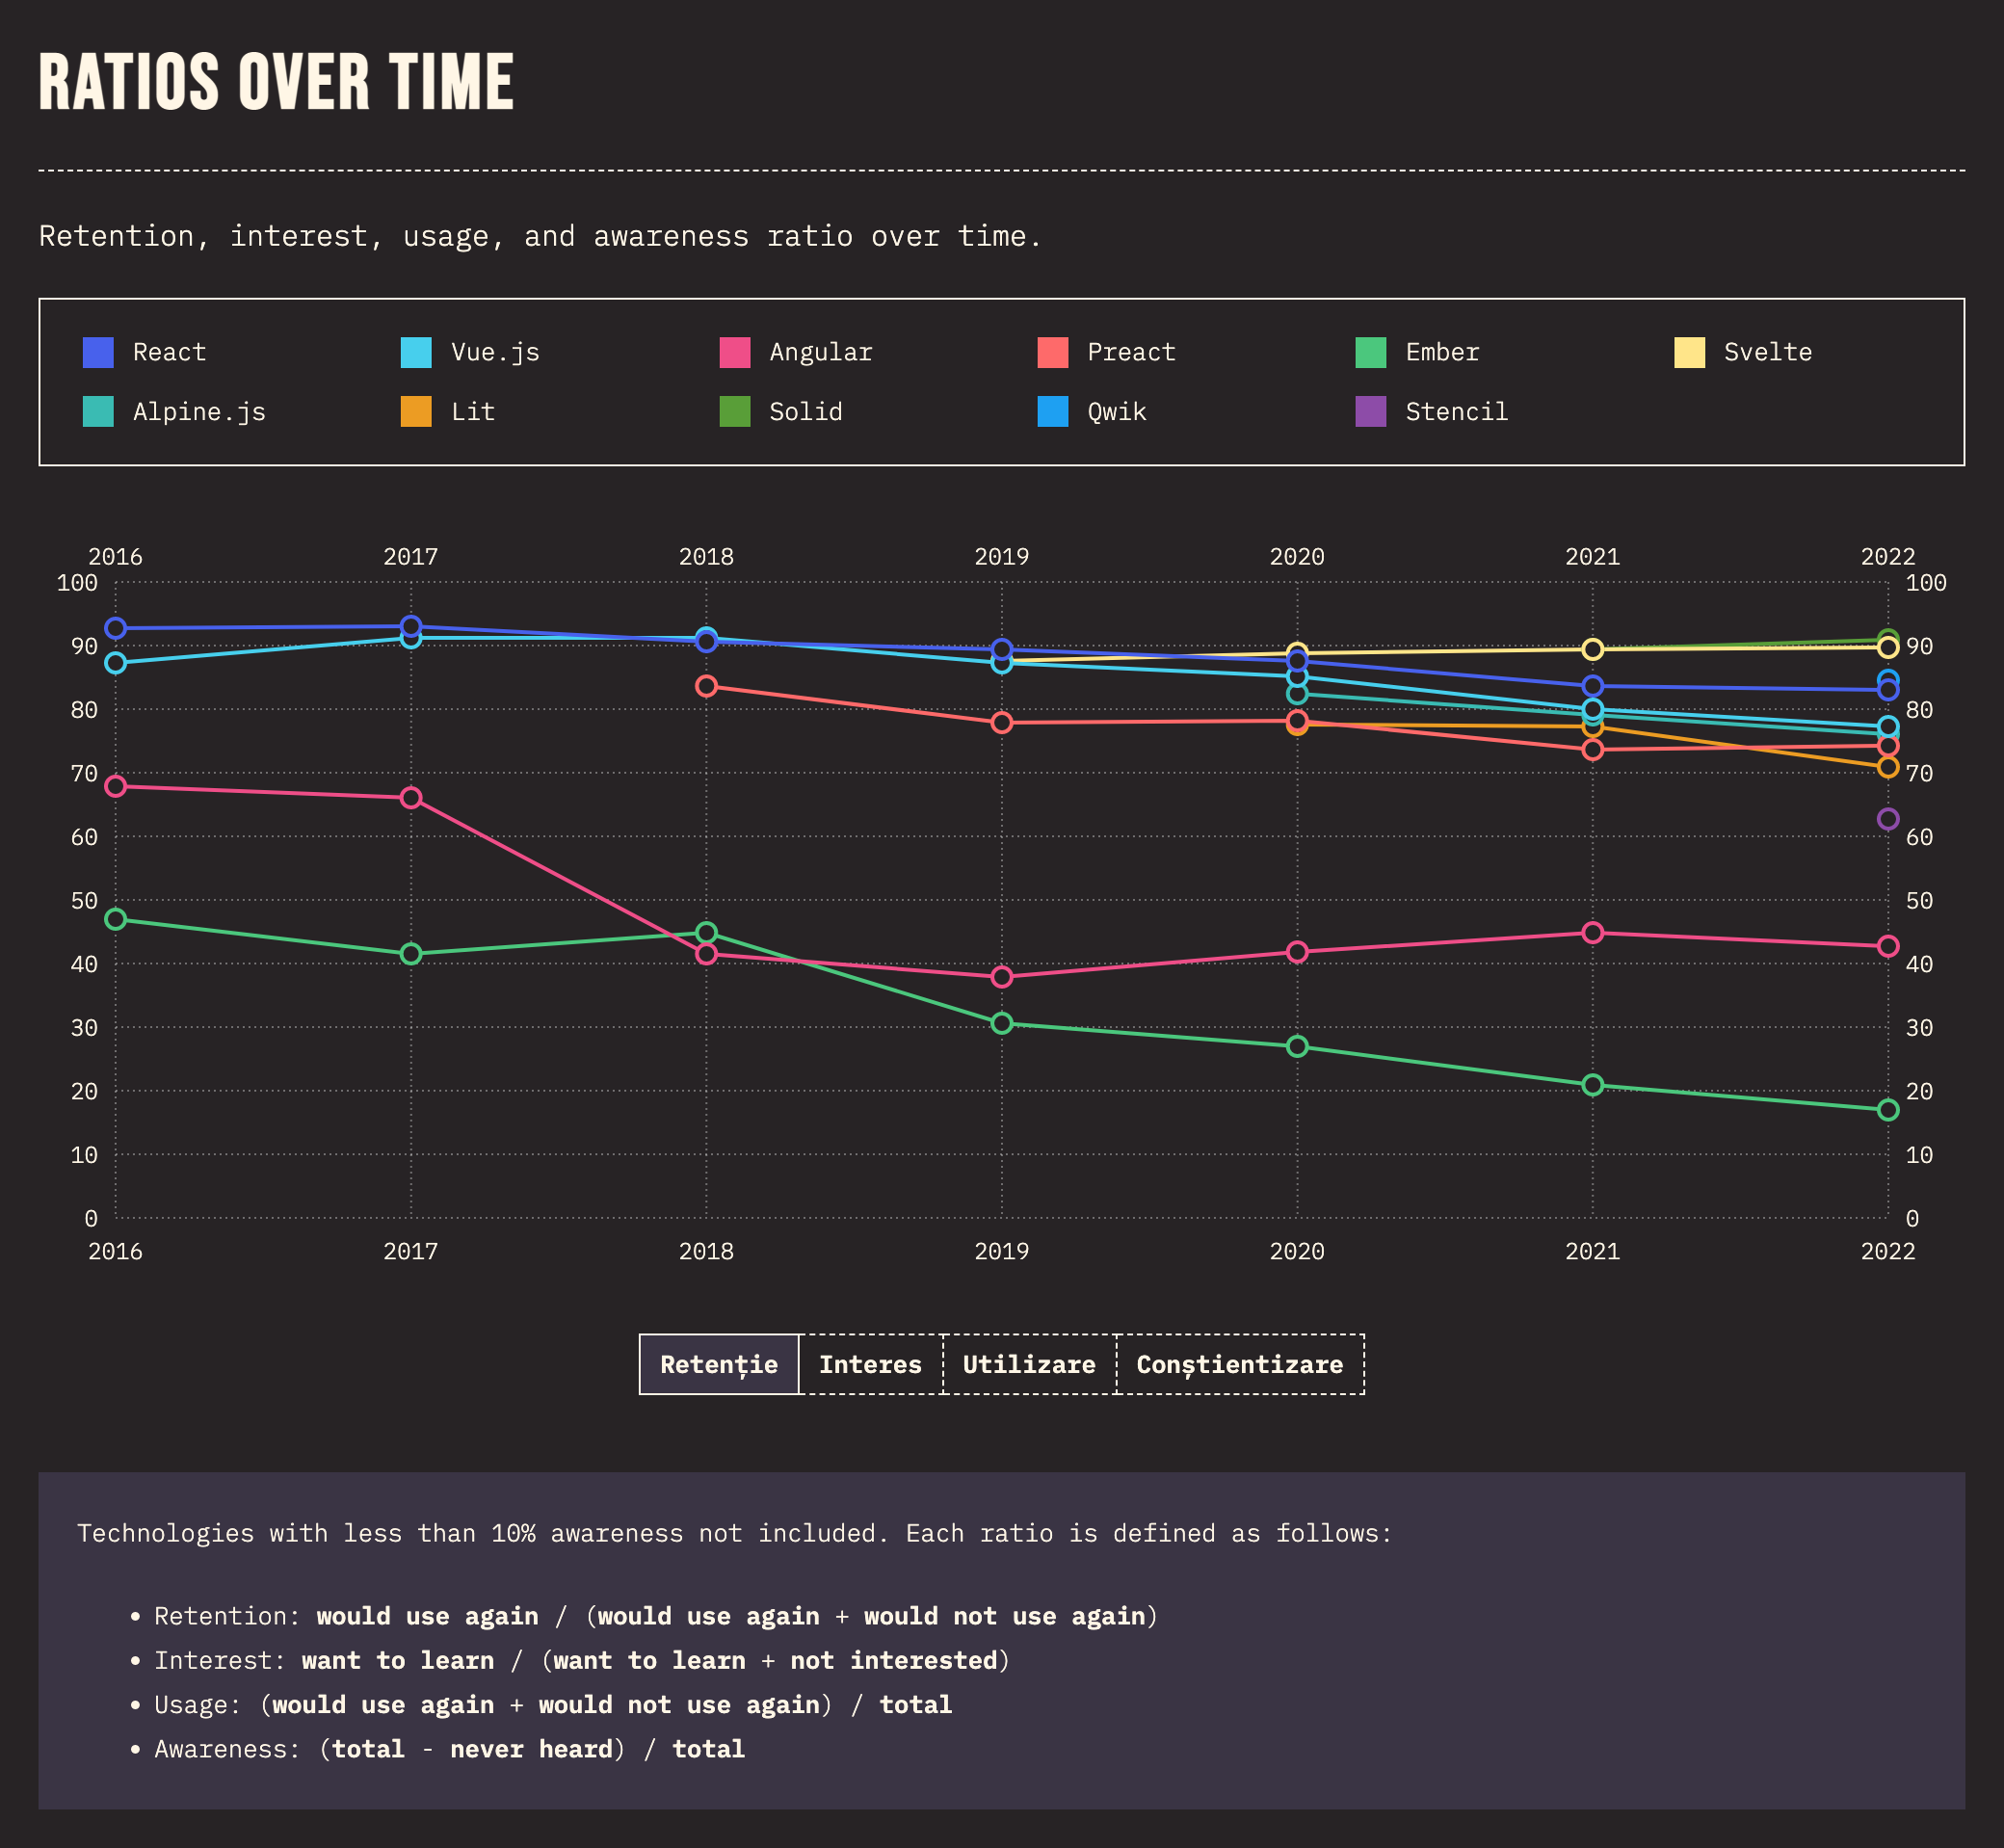 RATIOS OVER TIME
Retention, interest, usage, and awareness ratio over time.
React Vue.js Angular Preact Ember Svelte
Alpine.js Lit Solid Qwik Stencil
2016 2017 2018 2019 2020 2021 2022
100 100
90 90
80 80
70 70
60 60
50 50
40 40
30 30
20 20
10 10
0 0
2016 2017 2018 2019 2020 2021 2022
Retenție Interes Utilizare Conștientizare
Technologies with less than 10% awareness not included. Each ratio is defined as follows:
• Retention: would use again / (would use again + would not use again)
• Interest: want to learn / (want to learn + not interested)
• Usage: (would use again + would not use again) / total
• Awareness: (total - never heard) / total